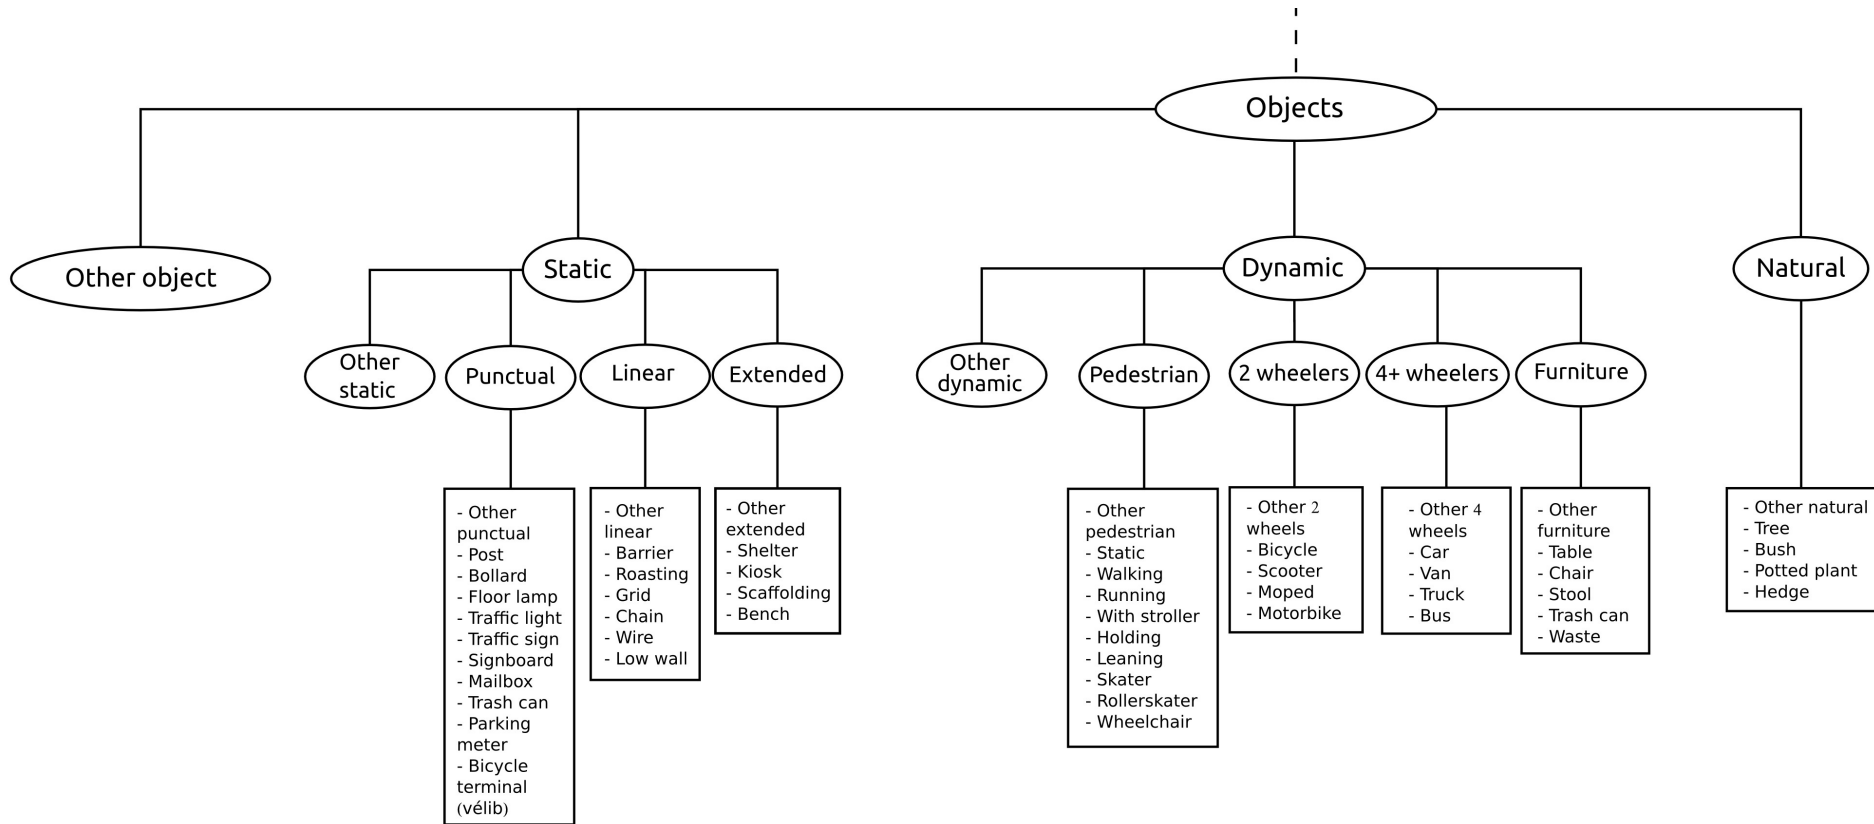 Objects
Other object
Static
Dynamic
Natural
Other
static
Punctual
Linear
Extended
Other
dynamic
Pedestrian
2 wheelers
4+ wheelers
Furniture
- Other
punctual
- Post
- Bollard
- Floor lamp
- Traffic light
- Traffic sign
- Signboard
- Mailbox
- Trash can
- Parking
meter
- Bicycle
terminal
(vélib)
- Other
linear
- Barrier
- Roasting
- Grid
- Chain
- Wire
- Low wall
- Other
extended
- Shelter
- Kiosk
- Scaffolding
- Bench
- Other
pedestrian
- Static
- Walking
- Running
- With stroller
- Holding
- Leaning
- Skater
- Rollerskater
- Wheelchair
- Other 2
wheels
- Bicycle
- Scooter
- Moped
- Motorbike
- Other 4
wheels
- Car
- Van
- Truck
- Bus
- Other
furniture
- Table
- Chair
- Stool
- Trash can
- Waste
- Other natural
- Tree
- Bush
- Potted plant
- Hedge